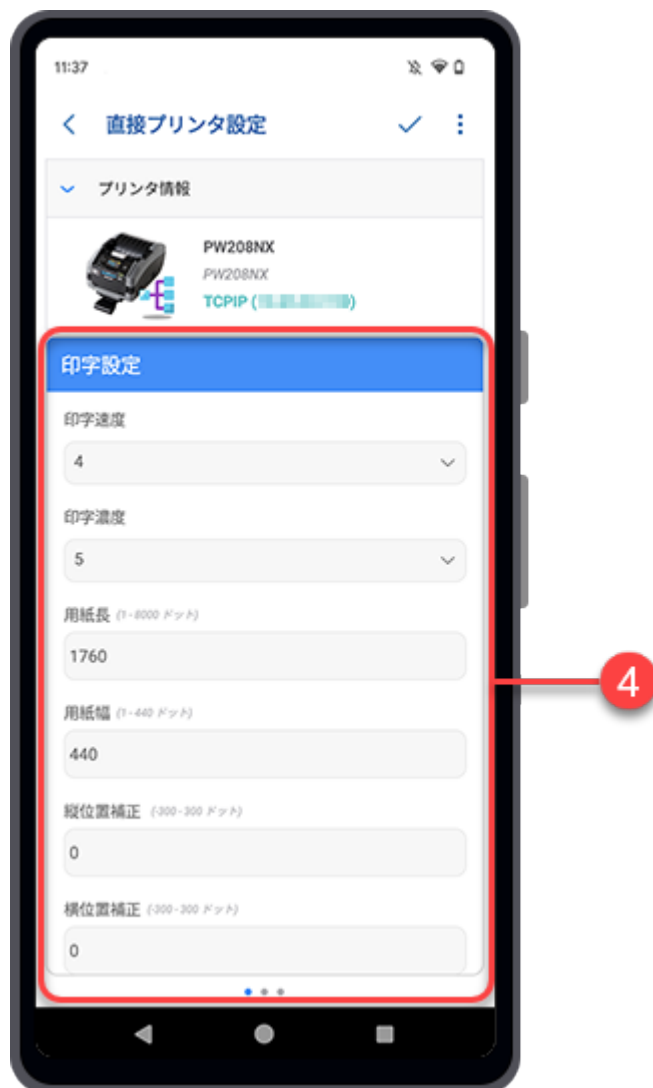 11:37
直接プリンタ設定
プリンタ情報
PW208NX
PW208NX
TCPIP (
)
印字設定
印字速度
4
印字濃度
5
用紙長 (1-8000 ドット)
1760
用紙幅 (1-440 ドット)
440
縦位置補正 (-300-300 ドット)
0
横位置補正 (-300-300 ドット)
0
4